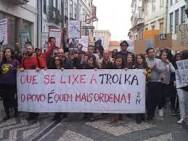 QUE SE LIXE A TROIKA
O POVO É QUEM MAIS ORDENA!